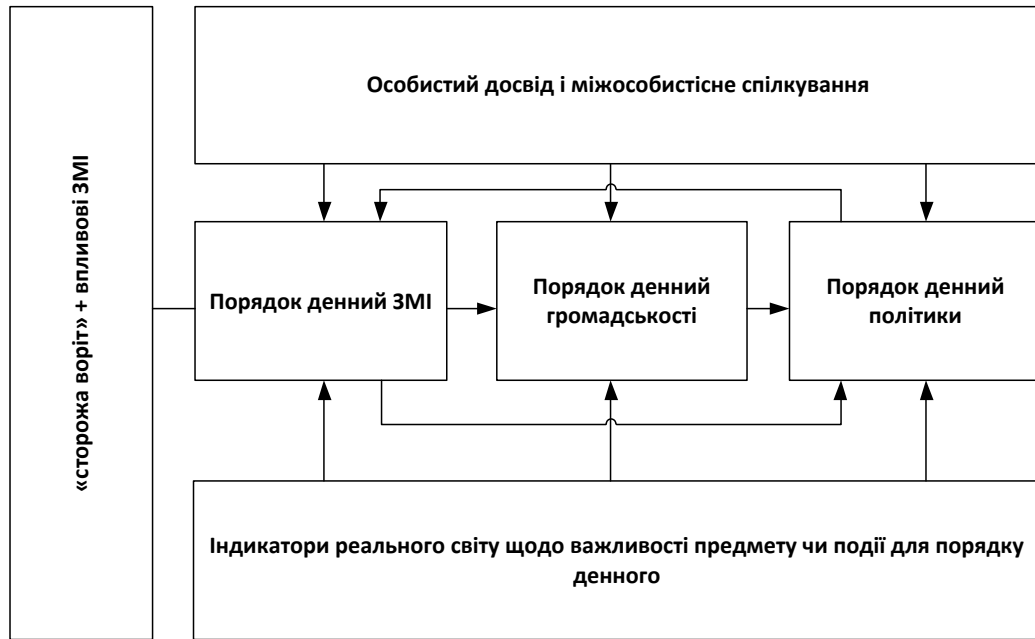 «сторожа воріт» + впливові ЗМІ
Особистий досвід і міжособистісне спілкування
Порядок денний ЗМІ
Порядок денний
громадськості
Порядок денний
політики
Індикатори реального світу щодо важливості предмету чи події для порядку
денного